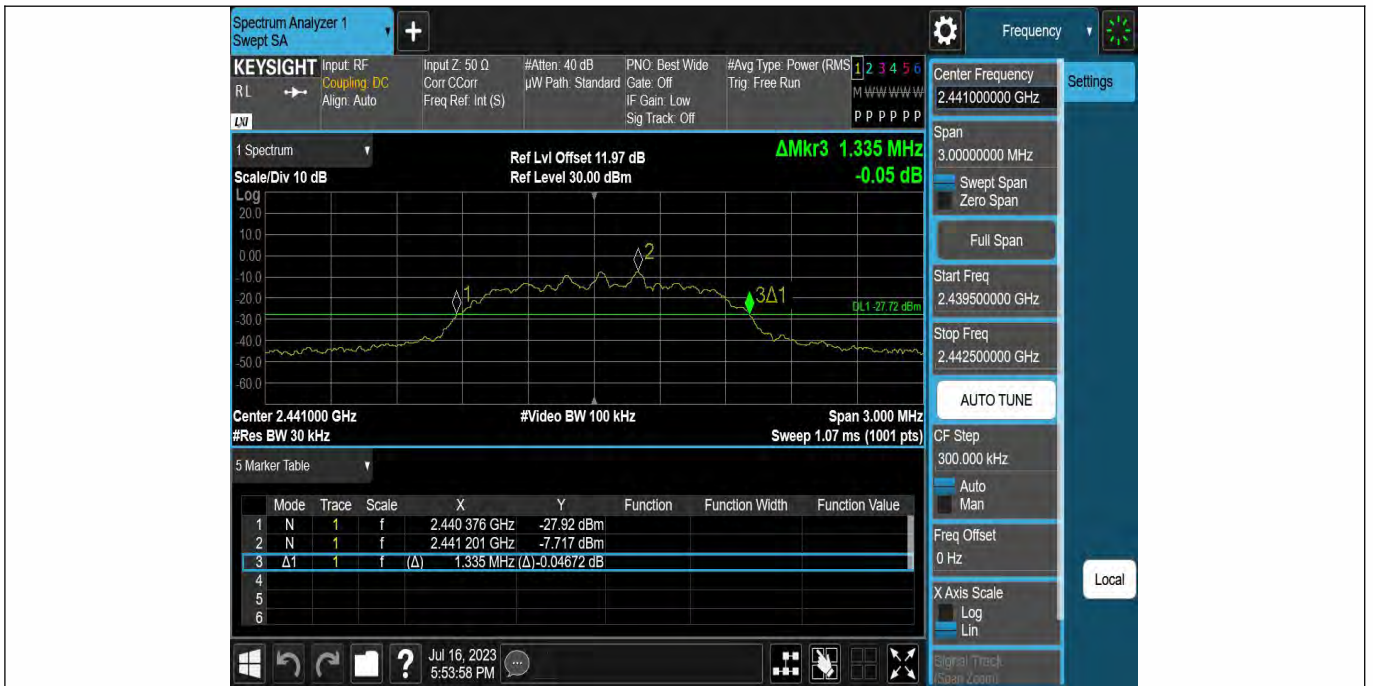 Spectrum Analyzer 1
Swept SA
+
Frequency
KEYSIGHT
RL
LXI
Input: RF
Coupling: DC
Align: Auto
Input Z: 50 Ω
Corr CCorr
Freq Ref: Int (S)
#Atten: 40 dB
µW Path: Standard
PNO: Best Wide
Gate: Off
IF Gain: Low
Sig Track: Off
#Avg Type: Power (RMS
Trig: Free Run
1 2 3 4 5 6
M W W W W W
P P P P P P
1 Spectrum
Scale/Div 10 dB
Ref Lvl Offset 11.97 dB
Ref Level 30.00 dBm
ΔMkr3 1.335 MHz
-0.05 dB
Log
20.0
10.0
0.00
-10.0
-20.0
-30.0
-40.0
-50.0
-60.0
1
2
3Δ1
DL1 -27.72 dBm
Center 2.441000 GHz
#Video BW 100 kHz
Span 3.000 MHz
#Res BW 30 kHz
Sweep 1.07 ms (1001 pts)
5 Marker Table
Mode Trace Scale X Y Function Function Width Function Value
1 N 1 f 2.440 376 GHz -27.92 dBm
2 N 1 f 2.441 201 GHz -7.717 dBm
3 Δ1 1 f (Δ) 1.335 MHz (Δ) -0.04672 dB
4
5
6
?
Jul 16, 2023
5:53:58 PM
Center Frequency
2.441000000 GHz
Settings
Span
3.00000000 MHz
Swept Span
Zero Span
Full Span
Start Freq
2.439500000 GHz
Stop Freq
2.442500000 GHz
AUTO TUNE
CF Step
300.000 kHz
Auto
Man
Freq Offset
0 Hz
X Axis Scale
Log
Lin
Signal Track
(Span Zoom)
Local